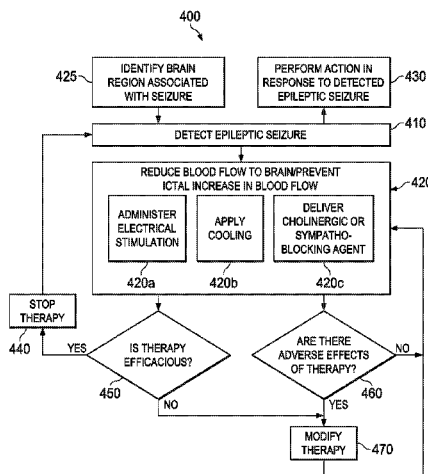 400
425
IDENTIFY BRAIN
REGION ASSOCIATED
WITH SEIZURE
PERFORM ACTION IN
RESPONSE TO DETECTED
EPILEPTIC SEIZURE
430
DETECT EPILEPTIC SEIZURE
410
REDUCE BLOOD FLOW TO BRAIN/PREVENT
ICTAL INCREASE IN BLOOD FLOW
420
ADMINISTER
ELECTRICAL
STIMULATION
APPLY
COOLING
DELIVER
CHOLINERGIC OR
SYMPATHO-
BLOCKING AGENT
420a
420b
420c
STOP
THERAPY
440
YES
IS THERAPY
EFFICACIOUS?
450
NO
ARE THERE
ADVERSE EFFECTS
OF THERAPY?
460
NO
YES
MODIFY
THERAPY
470